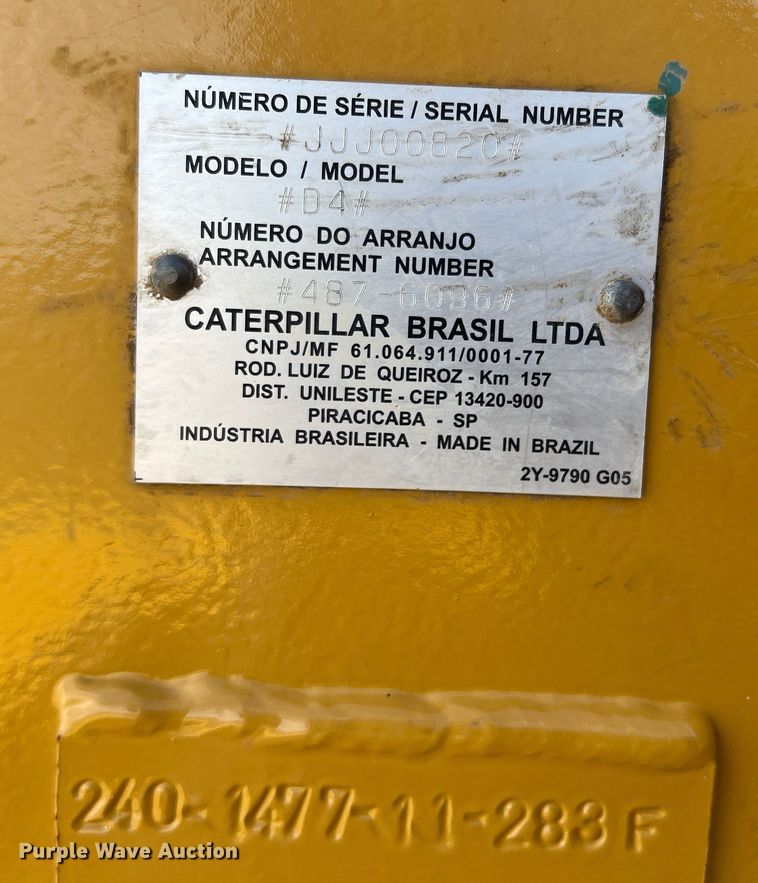 NÚMERO DE SÉRIE / SERIAL NUMBER
#JJJ00820#
MODELO / MODEL
#D4#
NÚMERO DO ARRANJO
ARRANGEMENT NUMBER
#487-6096#
CATERPILLAR BRASIL LTDA
CNPJ/MF 61.064.911/0001-77
ROD. LUIZ DE QUEIROZ - Km 157
DIST. UNILESTE - CEP 13420-900
PIRACICABA - SP
INDÚSTRIA BRASILEIRA - MADE IN BRAZIL
2Y-9790 G05
240-1477-11-283 F
Purple Wave Auction